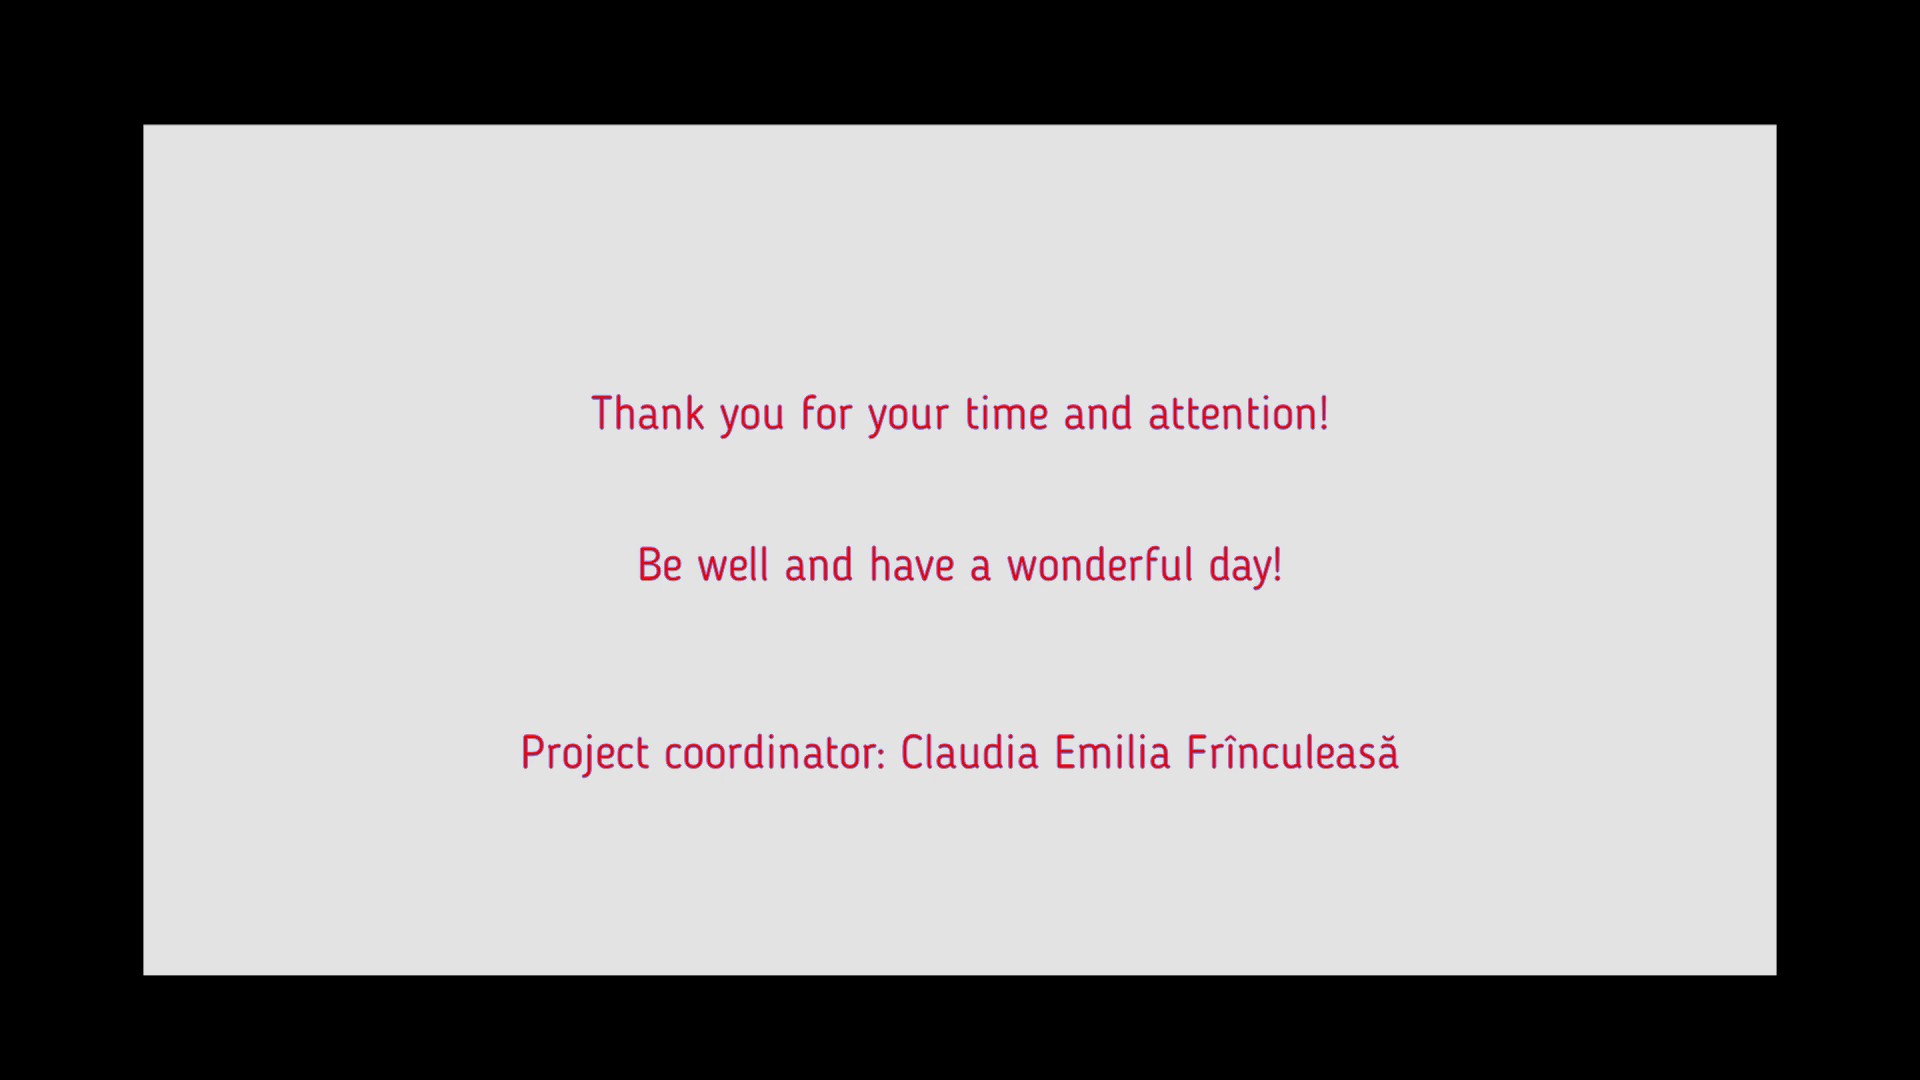 Thank you for your time and attention!
Be well and have a wonderful day!
Project coordinator: Claudia Emilia Frînculeasă